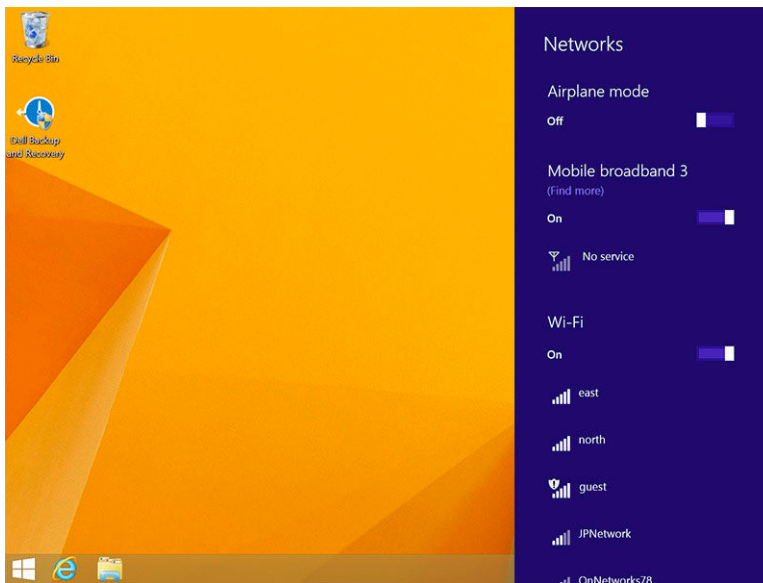 Recycle Bin
Dell Backup
and Recovery
Networks
Airplane mode
Off
Mobile broadband 3
(Find more)
On
No service
Wi-Fi
On
east
north
guest
JPNetwork
OnNetworks78